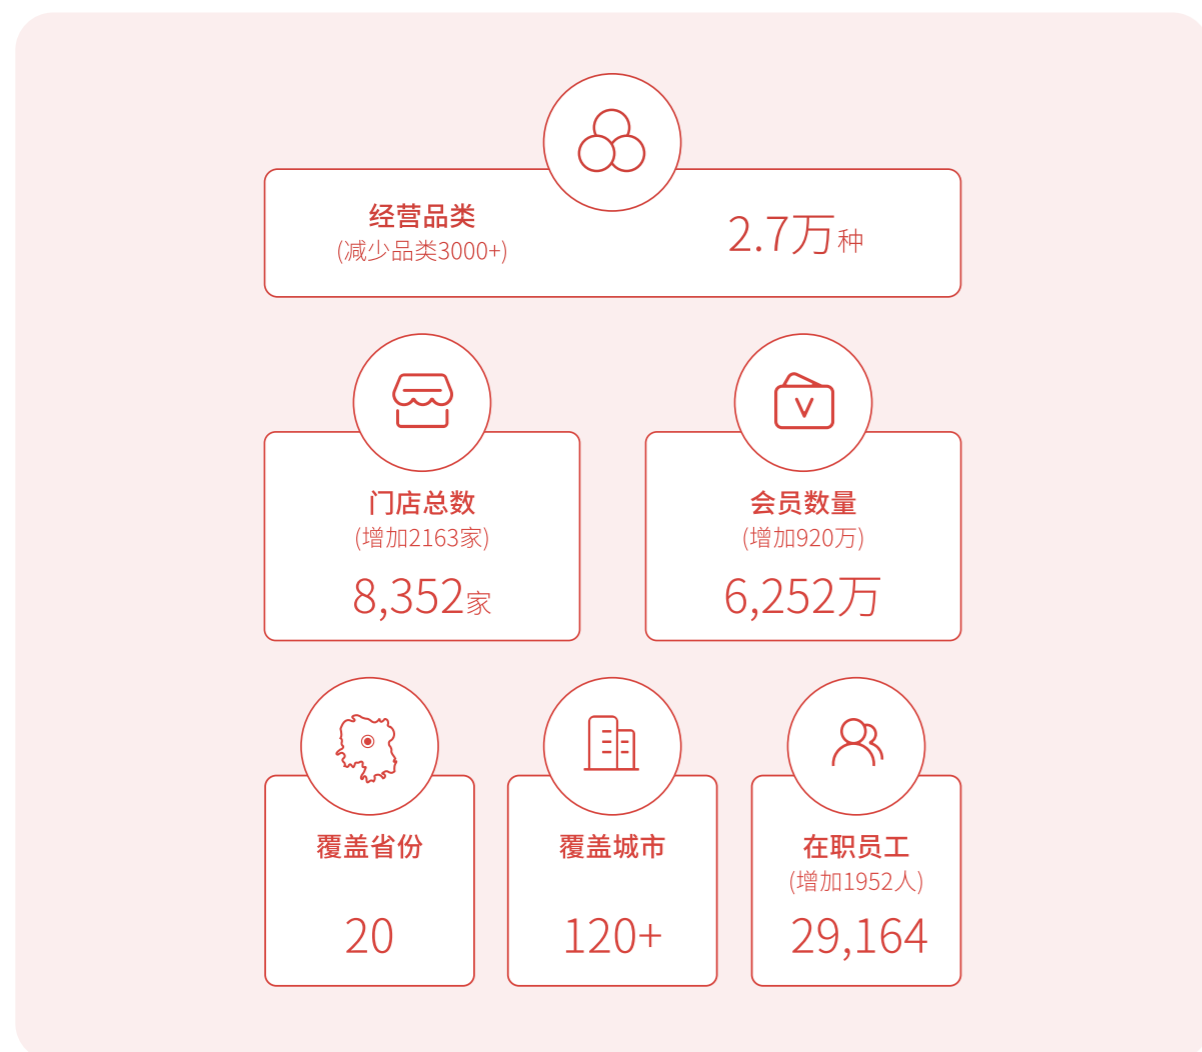 经营品类
(减少品类3000+)
2.7万种
门店总数
(增加2163家)
8,352家
会员数量
(增加920万)
6,252万
覆盖省份
20
覆盖城市
120+
在职员工
(增加1952人)
29,164